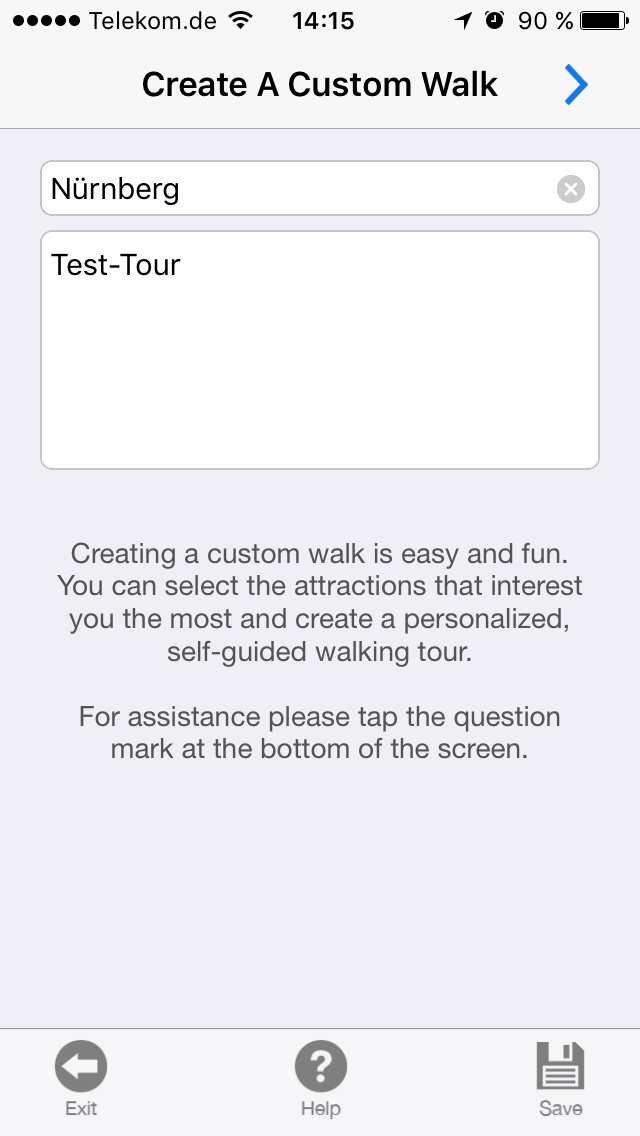 Telekom.de 14:15 90 %
Create A Custom Walk
Nürnberg
Test-Tour
Creating a custom walk is easy and fun.
You can select the attractions that interest
you the most and create a personalized,
self-guided walking tour.
For assistance please tap the question
mark at the bottom of the screen.
Exit Help Save